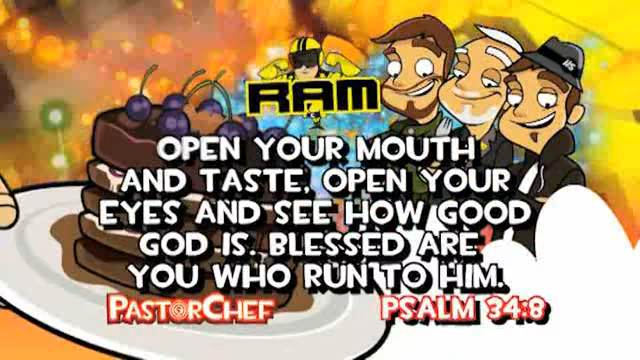 RAM
OPEN YOUR MOUTH
AND TASTE, OPEN YOUR
EYES AND SEE HOW GOOD
GOD IS. BLESSED ARE
YOU WHO RUN TO HIM.
PASTORCHEF PSALM 34:8